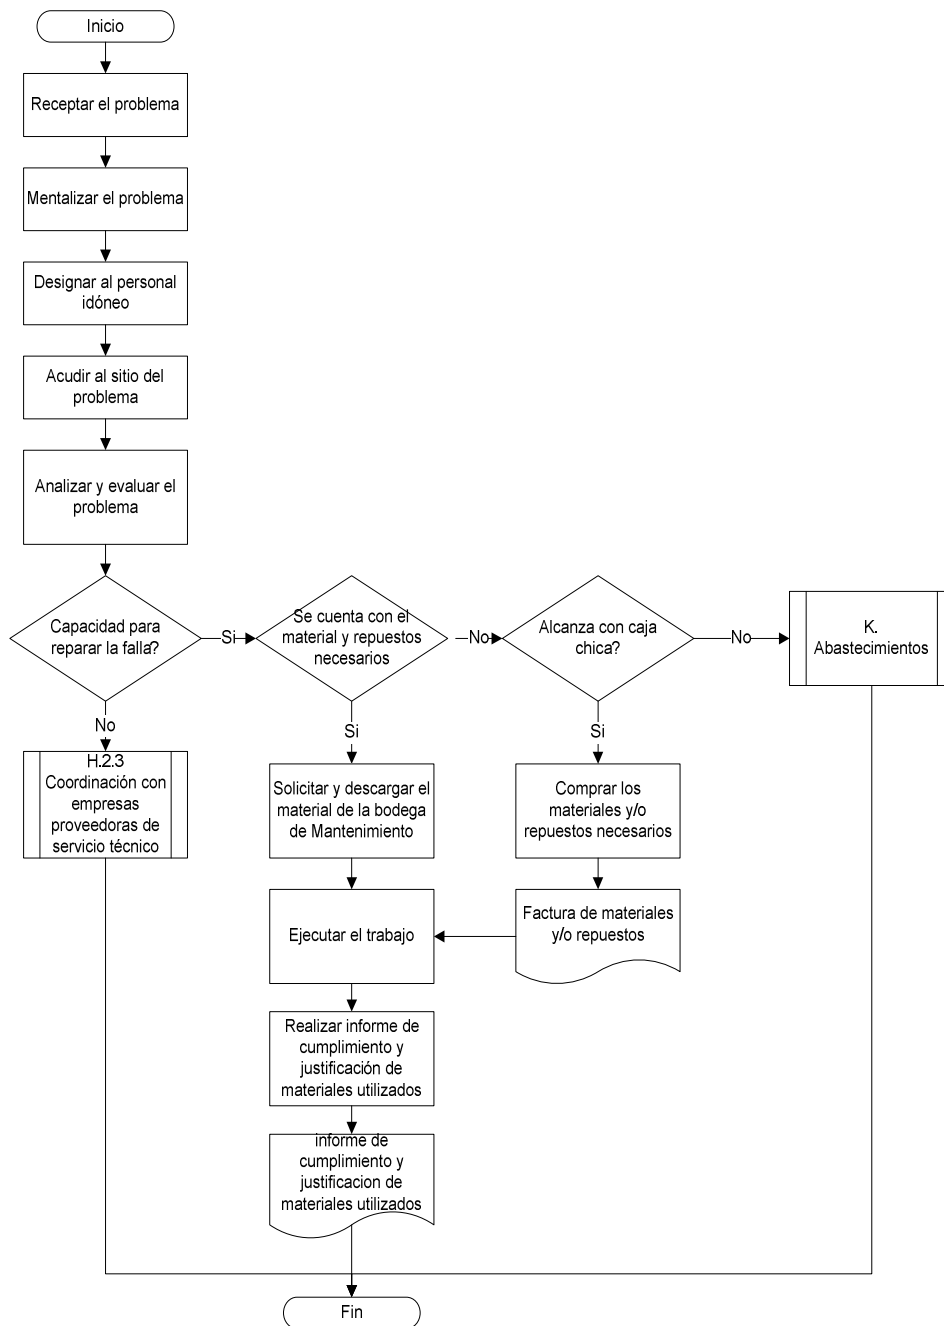 Inicio
Receptar el problema
Mentalizar el problema
Designar al personal
idóneo
Acudir al sitio del
problema
Analizar y evaluar el
problema
Capacidad para
reparar la falla?
Si
Se cuenta con el
material y repuestos
necesarios
No
Alcanza con caja
chica?
No
K.
Abastecimientos
No
Si
Si
H.2.3
Coordinación con
empresas
proveedoras de
servicio técnico
Solicitar y descargar el
material de la bodega
de Mantenimiento
Comprar los
materiales y/o
repuestos necesarios
Ejecutar el trabajo
Factura de materiales
y/o repuestos
Realizar informe de
cumplimiento y
justificación de
materiales utilizados
informe de
cumplimiento y
justificacion de
materiales utilizados
Fin